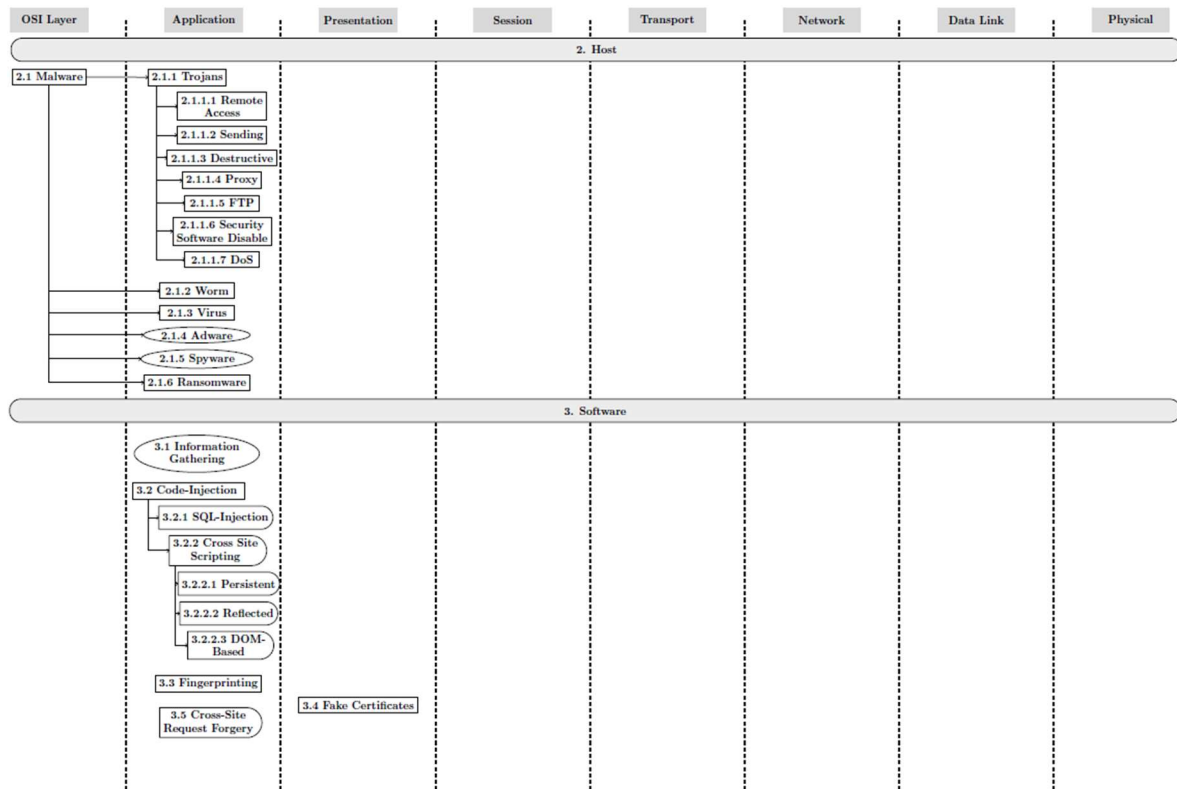 OSI Layer
Application
Presentation
Session
Transport
Network
Data Link
Physical
2. Host
2.1 Malware
2.1.1 Trojans
2.1.1.1 Remote
Access
2.1.1.2 Sending
2.1.1.3 Destructive
2.1.1.4 Proxy
2.1.1.5 FTP
2.1.1.6 Security
Software Disable
2.1.1.7 DoS
2.1.2 Worm
2.1.3 Virus
2.1.4 Adware
2.1.5 Spyware
2.1.6 Ransomware
3. Software
3.1 Information
Gathering
3.2 Code-Injection
3.2.1 SQL-Injection
3.2.2 Cross Site
Scripting
3.2.2.1 Persistent
3.2.2.2 Reflected
3.2.2.3 DOM-
Based
3.3 Fingerprinting
3.4 Fake Certificates
3.5 Cross-Site
Request Forgery